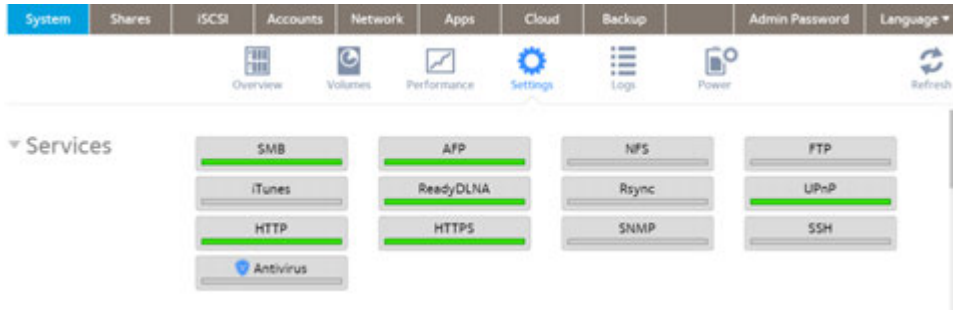 System Shares iSCSI Accounts Network Apps Cloud Backup Admin Password Language
Overview Volumes Performance Settings Logs Power Refresh
Services
SMB AFP NFS FTP
iTunes ReadyDLNA Rsync UPnP
HTTP HTTPS SNMP SSH
Antivirus